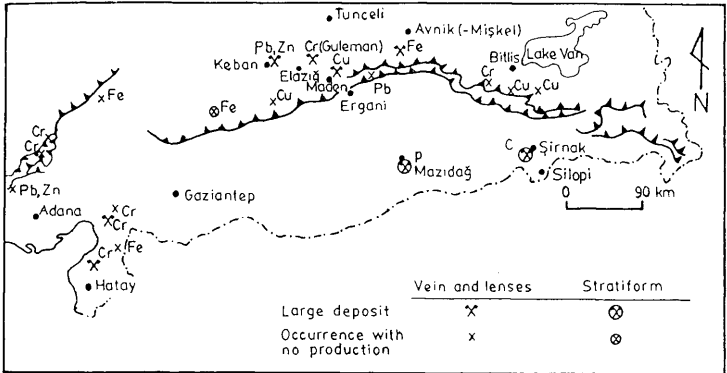 Tunceli
Avnik (-Mişkel)
Pb,Zn
Cr(Guleman)
Fe
Bitlis
Lake Van
Keban
Cu
Elazığ
Maden
Pb
Ergani
Cr
Cu
Cu
N
Fe
Fe
Cu
Cr
Cr
Pb,Zn
P
Mazıdağ
C
Şirnak
Silopi
0 90 km
Adana
Gaziantep
Cr
Cr
Fe
Cr
Hatay
Vein and lenses Stratiform
Large deposit
Occurrence with
no production